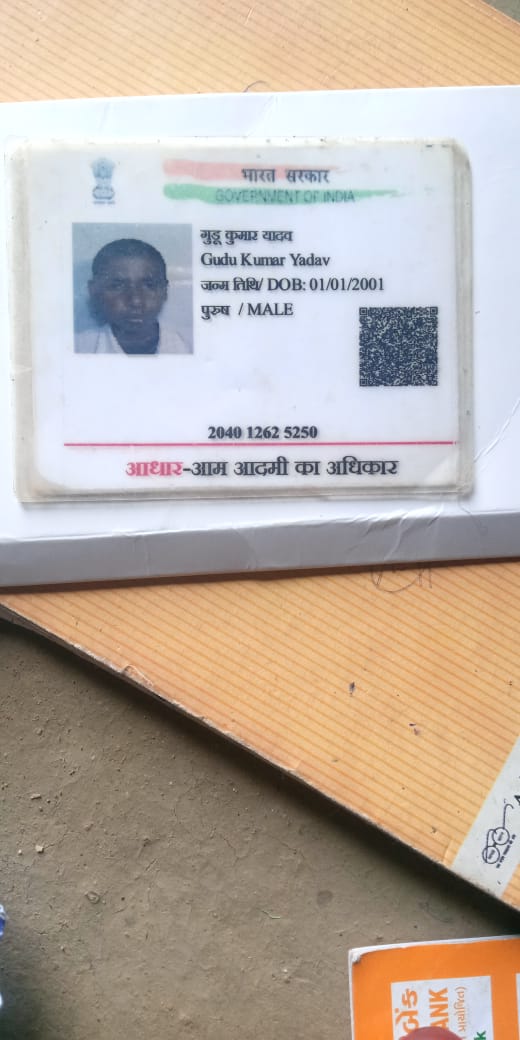 भारत सरकार
GOVERNMENT OF INDIA
गुडू कुमार यादव
Gudu Kumar Yadav
जन्म तिथि/ DOB: 01/01/2001
पुरुष / MALE
2040 1262 5250
आधार-आम आदमी का अधिकार
ANK